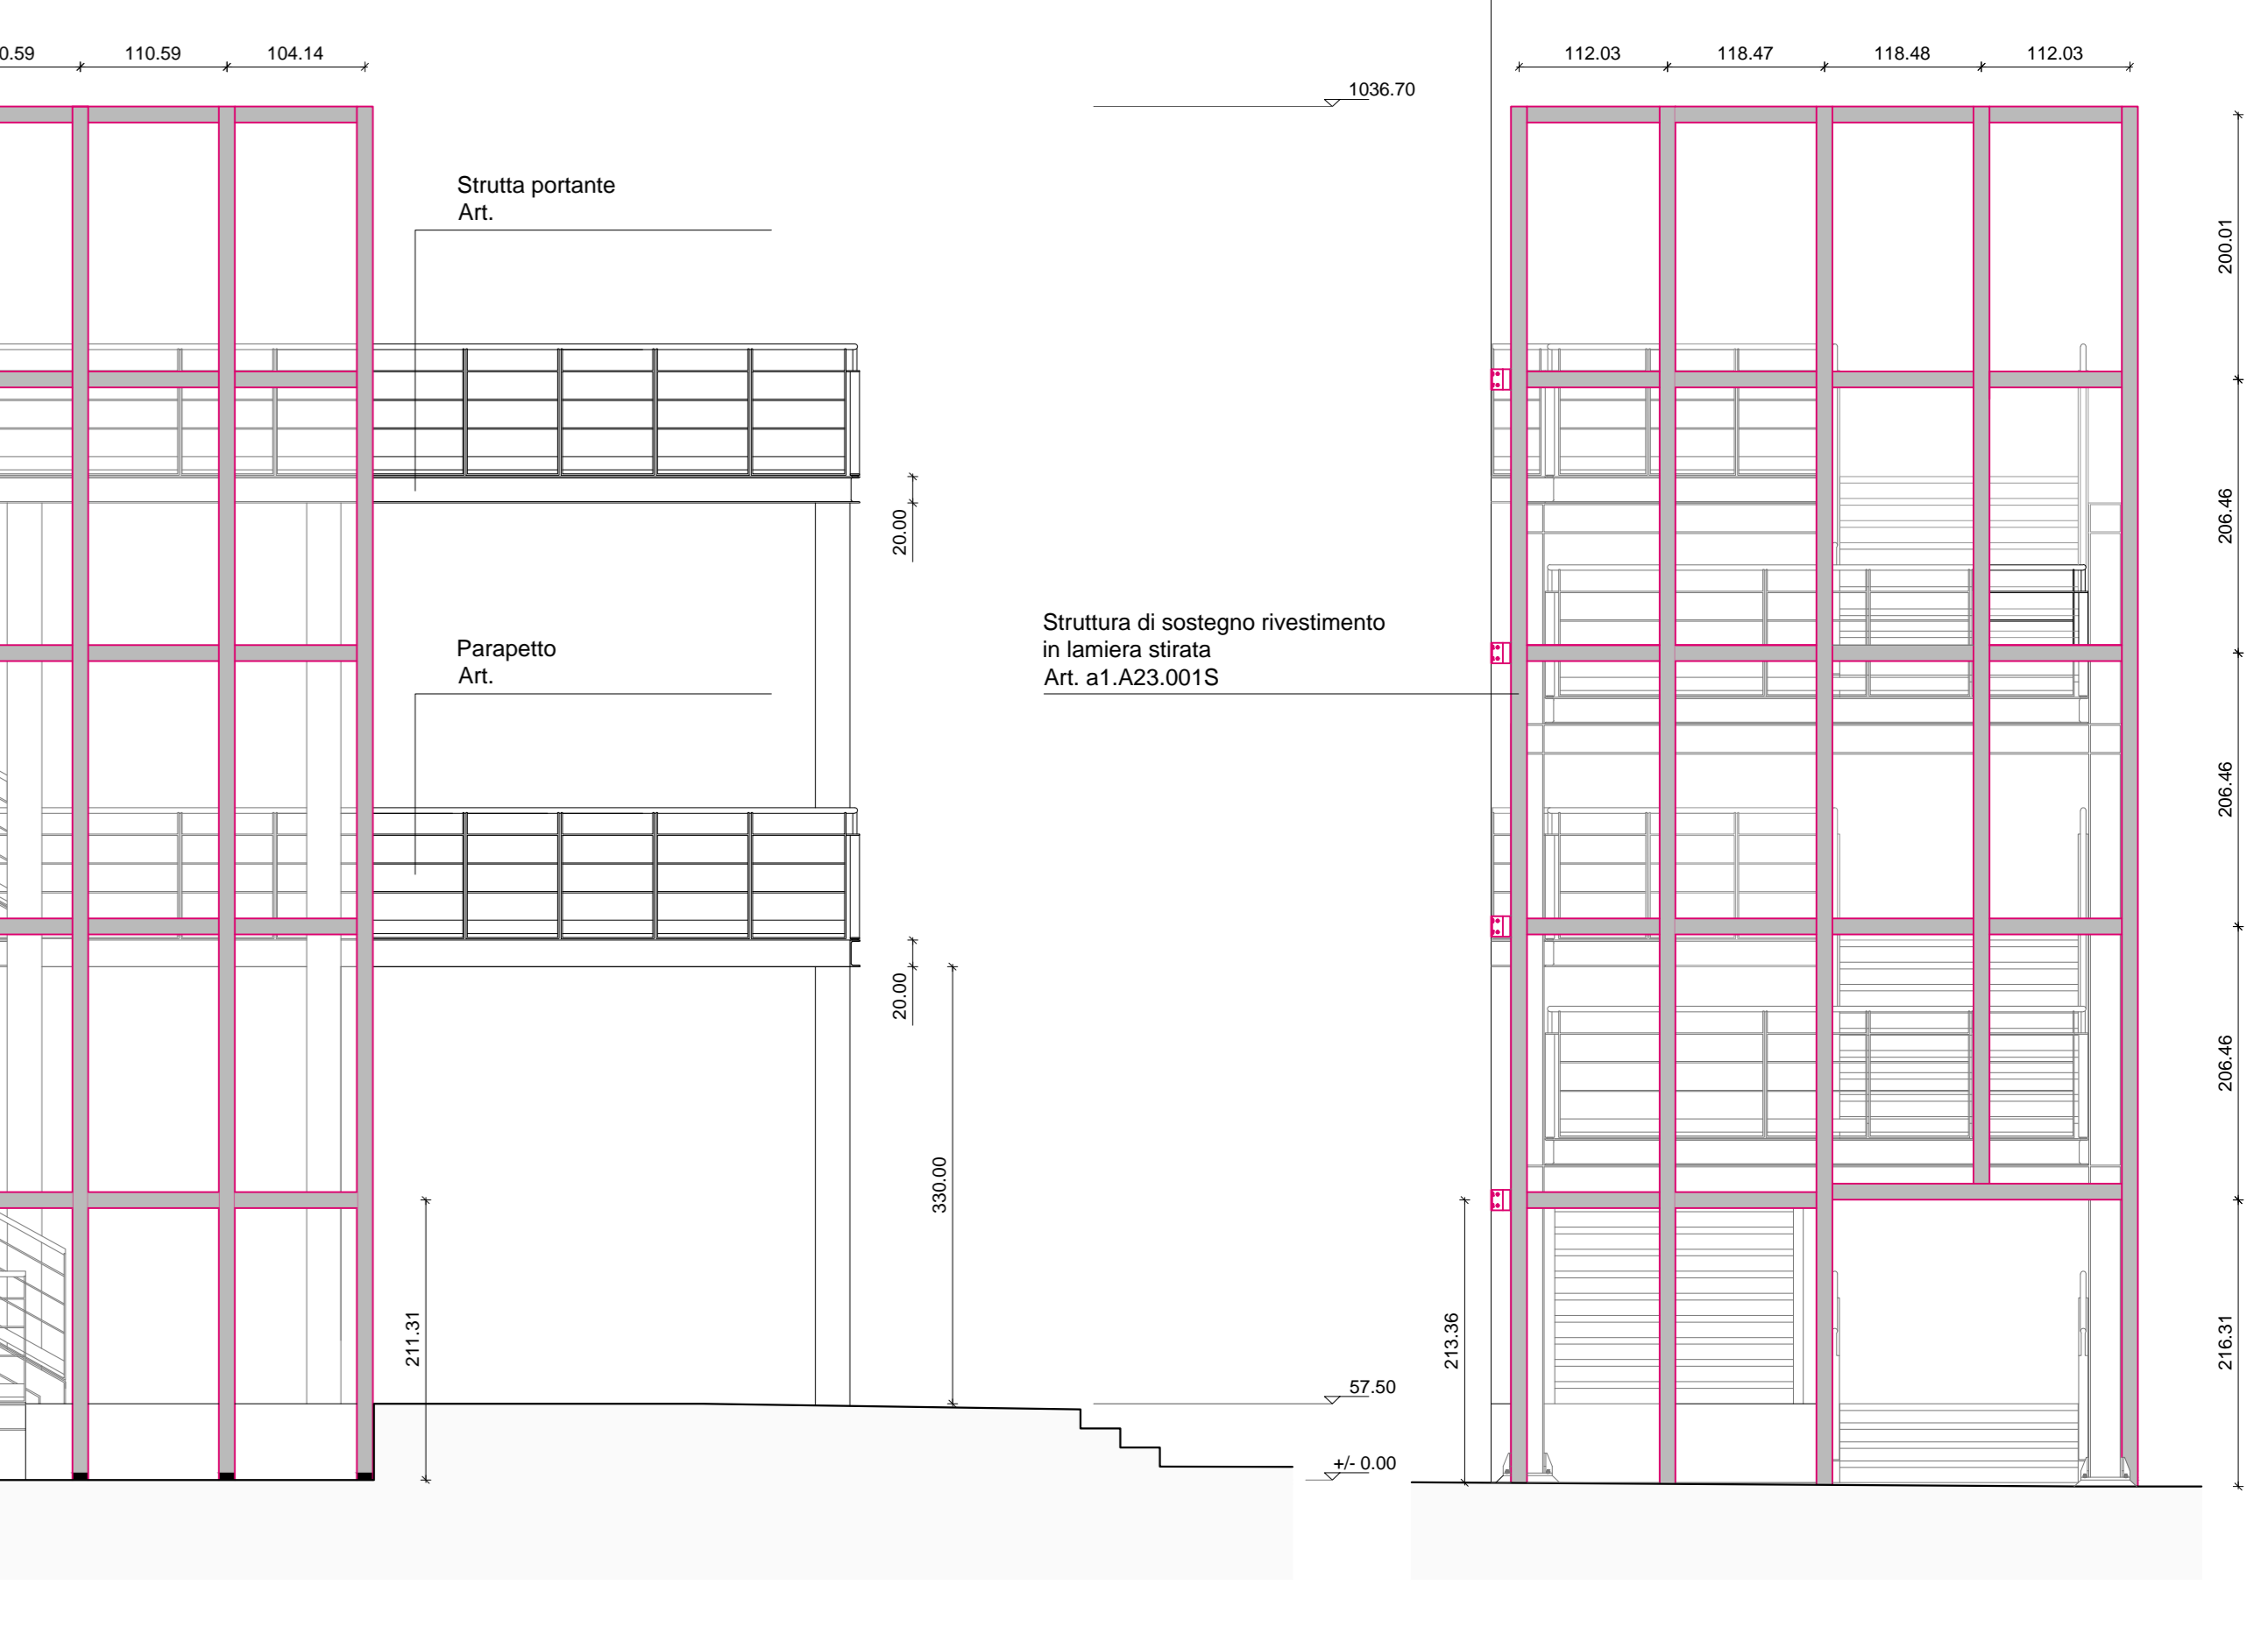 0.59
110.59
104.14
112.03
118.47
118.48
112.03
1036.70
Strutta portante
Art.
200.01
20.00
206.46
Struttura di sostegno rivestimento
in lamiera stirata
Art. a1.A23.001S
Parapetto
Art.
206.46
20.00
206.46
330.00
211.31
213.36
216.31
57.50
+/- 0.00